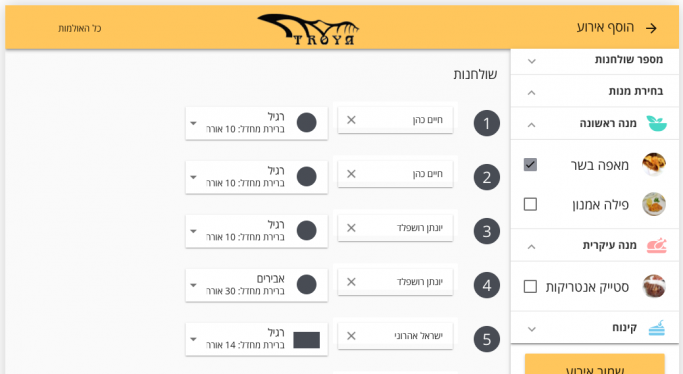 הוסף אירוע
TROYA
כל האולמות
מספר שולחנות
בחירת מנות
מנה ראשונה
מאפה בשר
פילה אמנון
מנה עיקרית
סטייק אנטריקות
קינוח
שמור אירוע
שולחנות
1
חיים כהן
רגיל
ברירת מחדל: 10 אורח
2
חיים כהן
רגיל
ברירת מחדל: 10 אורח
3
יונתן רושפלד
רגיל
ברירת מחדל: 10 אורח
4
יונתן רושפלד
אבירים
ברירת מחדל: 30 אורח
5
ישראל אהרוני
רגיל
ברירת מחדל: 14 אורח